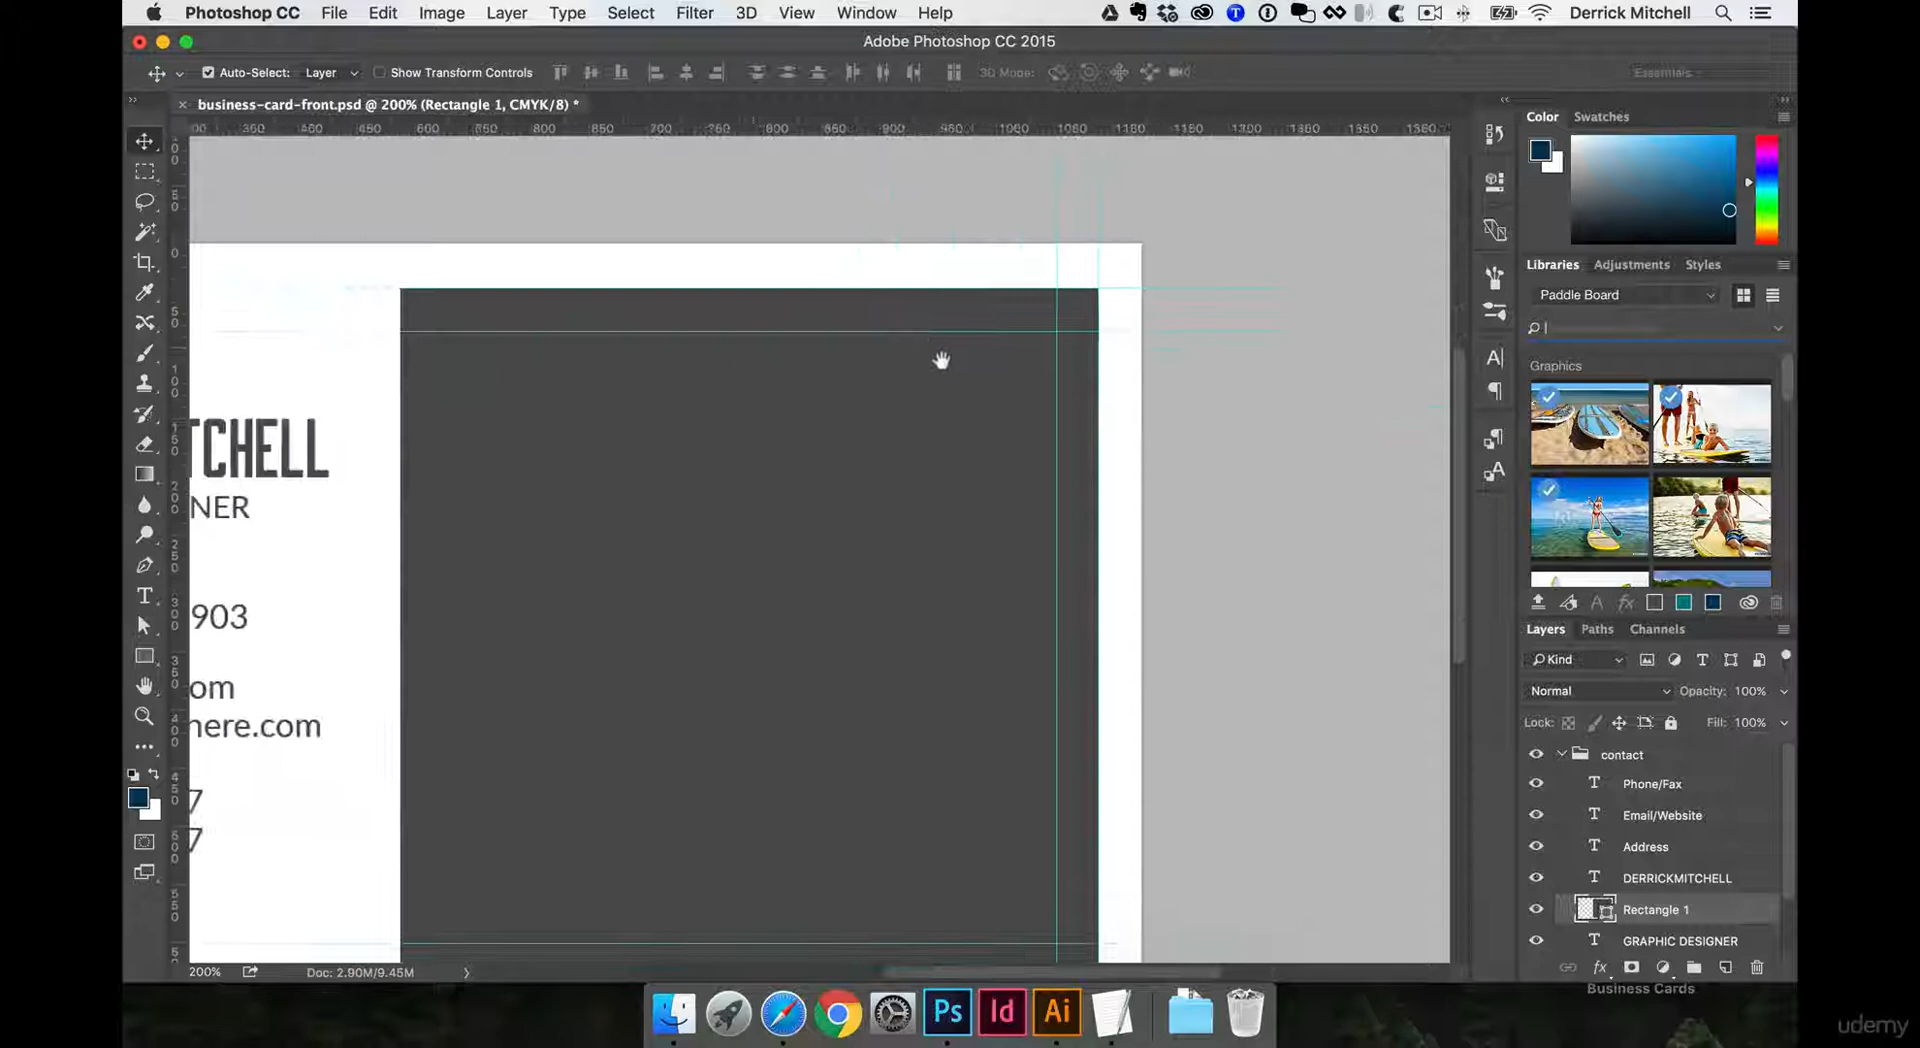 Photoshop CC File Edit Image Layer Type Select Filter 3D View Window Help Derrick Mitchell
Adobe Photoshop CC 2015
Auto-Select: Layer Show Transform Controls 3D Mode: Essentials
business-card-front.psd @ 200% (Rectangle 1, CMYK/8) *
Color Swatches
Libraries Adjustments Styles
Paddle Board
Graphics
TCHELL
NER
903
om
here.com
7
7
Layers Paths Channels
Kind
Normal Opacity: 100%
Lock: Fill: 100%
contact
Phone/Fax
Email/Website
Address
DERRICKMITCHELL
Rectangle 1
GRAPHIC DESIGNER
200% Doc: 2.90M/9.45M
Business Cards
Ps Id Ai
udemy